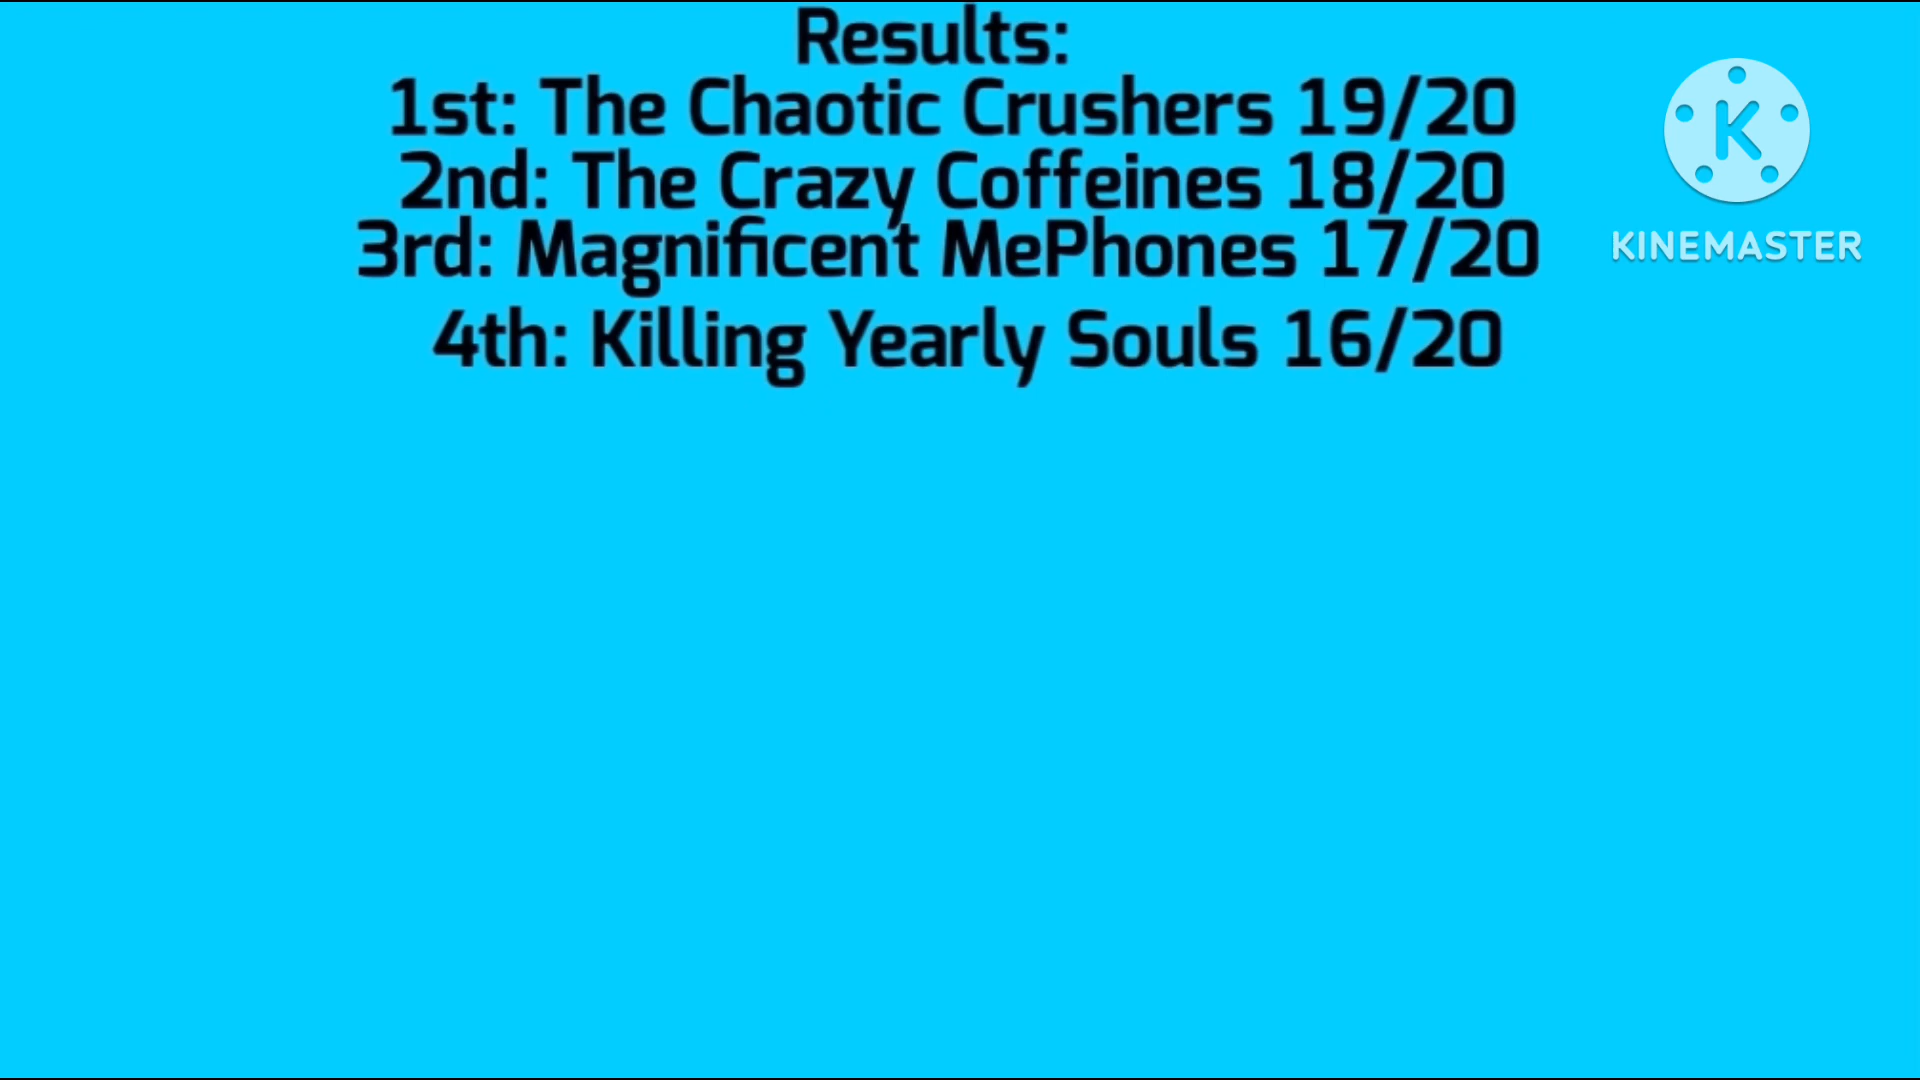 Results:
1st: The Chaotic Crushers 19/20
2nd: The Crazy Coffeines 18/20
3rd: Magnificent MePhones 17/20
4th: Killing Yearly Souls 16/20
K
KINEMASTER